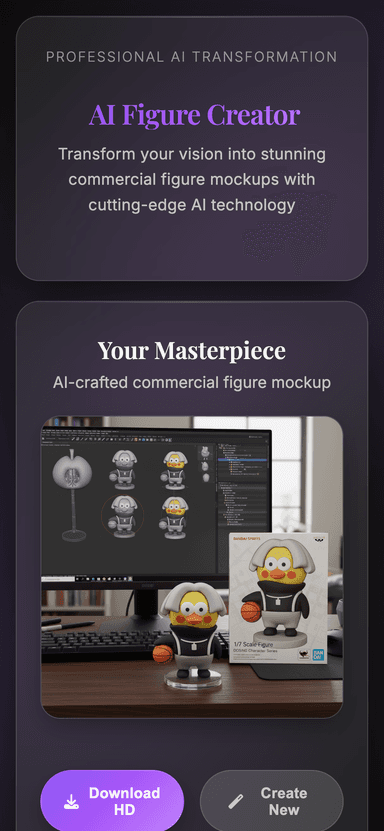 PROFESSIONAL AI TRANSFORMATION
AI Figure Creator
Transform your vision into stunning
commercial figure mockups with
cutting-edge AI technology
Your Masterpiece
AI-crafted commercial figure mockup
1/7 Scale Figure
Download
HD
Create
New